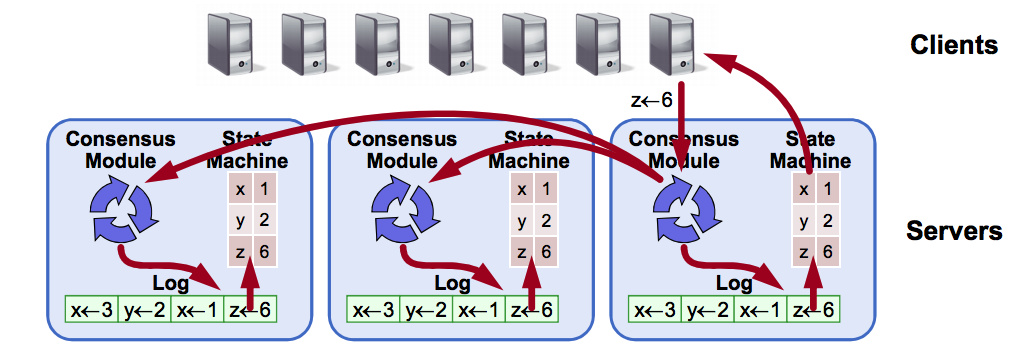 Clients
z←6
Consensus
Module
State
Machine
x 1
y 2
z 6
Log
x←3 y←2 x←1 z←6
Consensus
Module
State
Machine
x 1
y 2
z 6
Log
x←3 y←2 x←1 z←6
Consensus
Module
State
Machine
x 1
y 2
z 6
Log
x←3 y←2 x←1 z←6
Servers